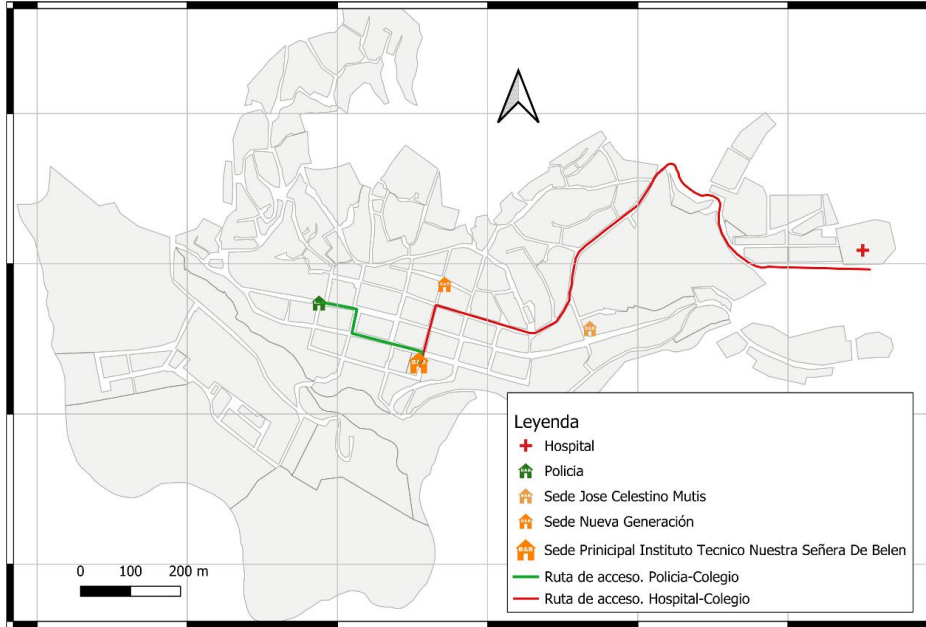 Leyenda
Hospital
Policia
Sede Jose Celestino Mutis
Sede Nueva Generación
Sede Prinicipal Instituto Tecnico Nuestra Señera De Belen
Ruta de acceso. Policia-Colegio
Ruta de acceso. Hospital-Colegio
0 100 200 m